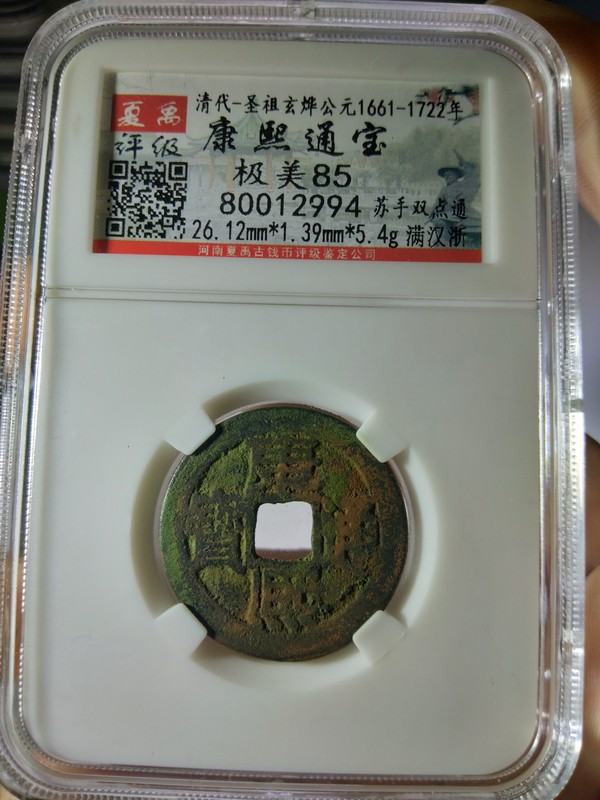 夏禹
评级
清代-圣祖玄烨公元1661-1722年
康熙通宝
极美85
80012994 苏手双点通
26.12mm*1.39mm*5.4g 满汉浙
河南夏禹古钱币评级鉴定公司
康熙通寶